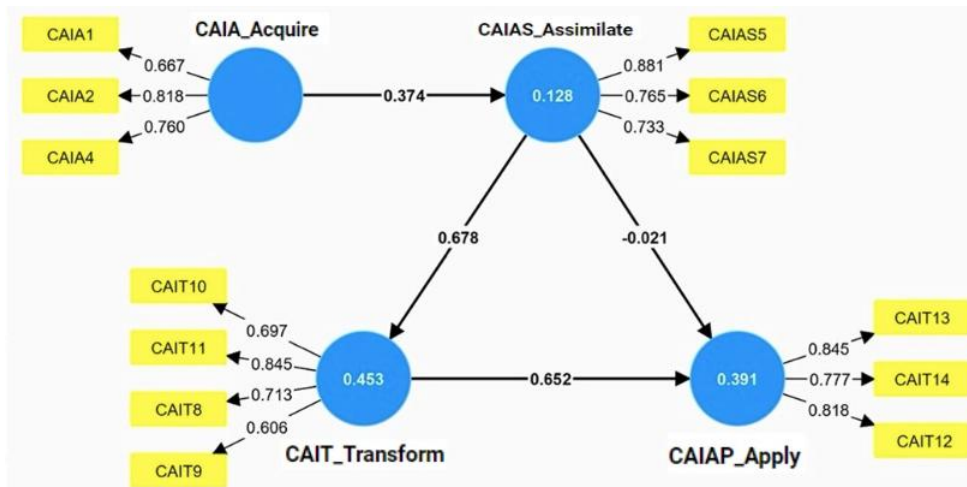 CAIA1
CAIA_Acquire
CAIAS_Assimilate
CAIAS5
0.667
0.881
CAIA2
0.818
0.374
0.128
0.765
CAIAS6
0.760
0.733
CAIA4
CAIAS7
0.678
-0.021
CAIT10
0.697
CAIT13
CAIT11
0.845
0.845
0.713
0.453
0.652
0.391
0.777
CAIT14
CAIT8
0.606
0.818
CAIT9
CAIT_Transform
CAIAP_Apply
CAIT12